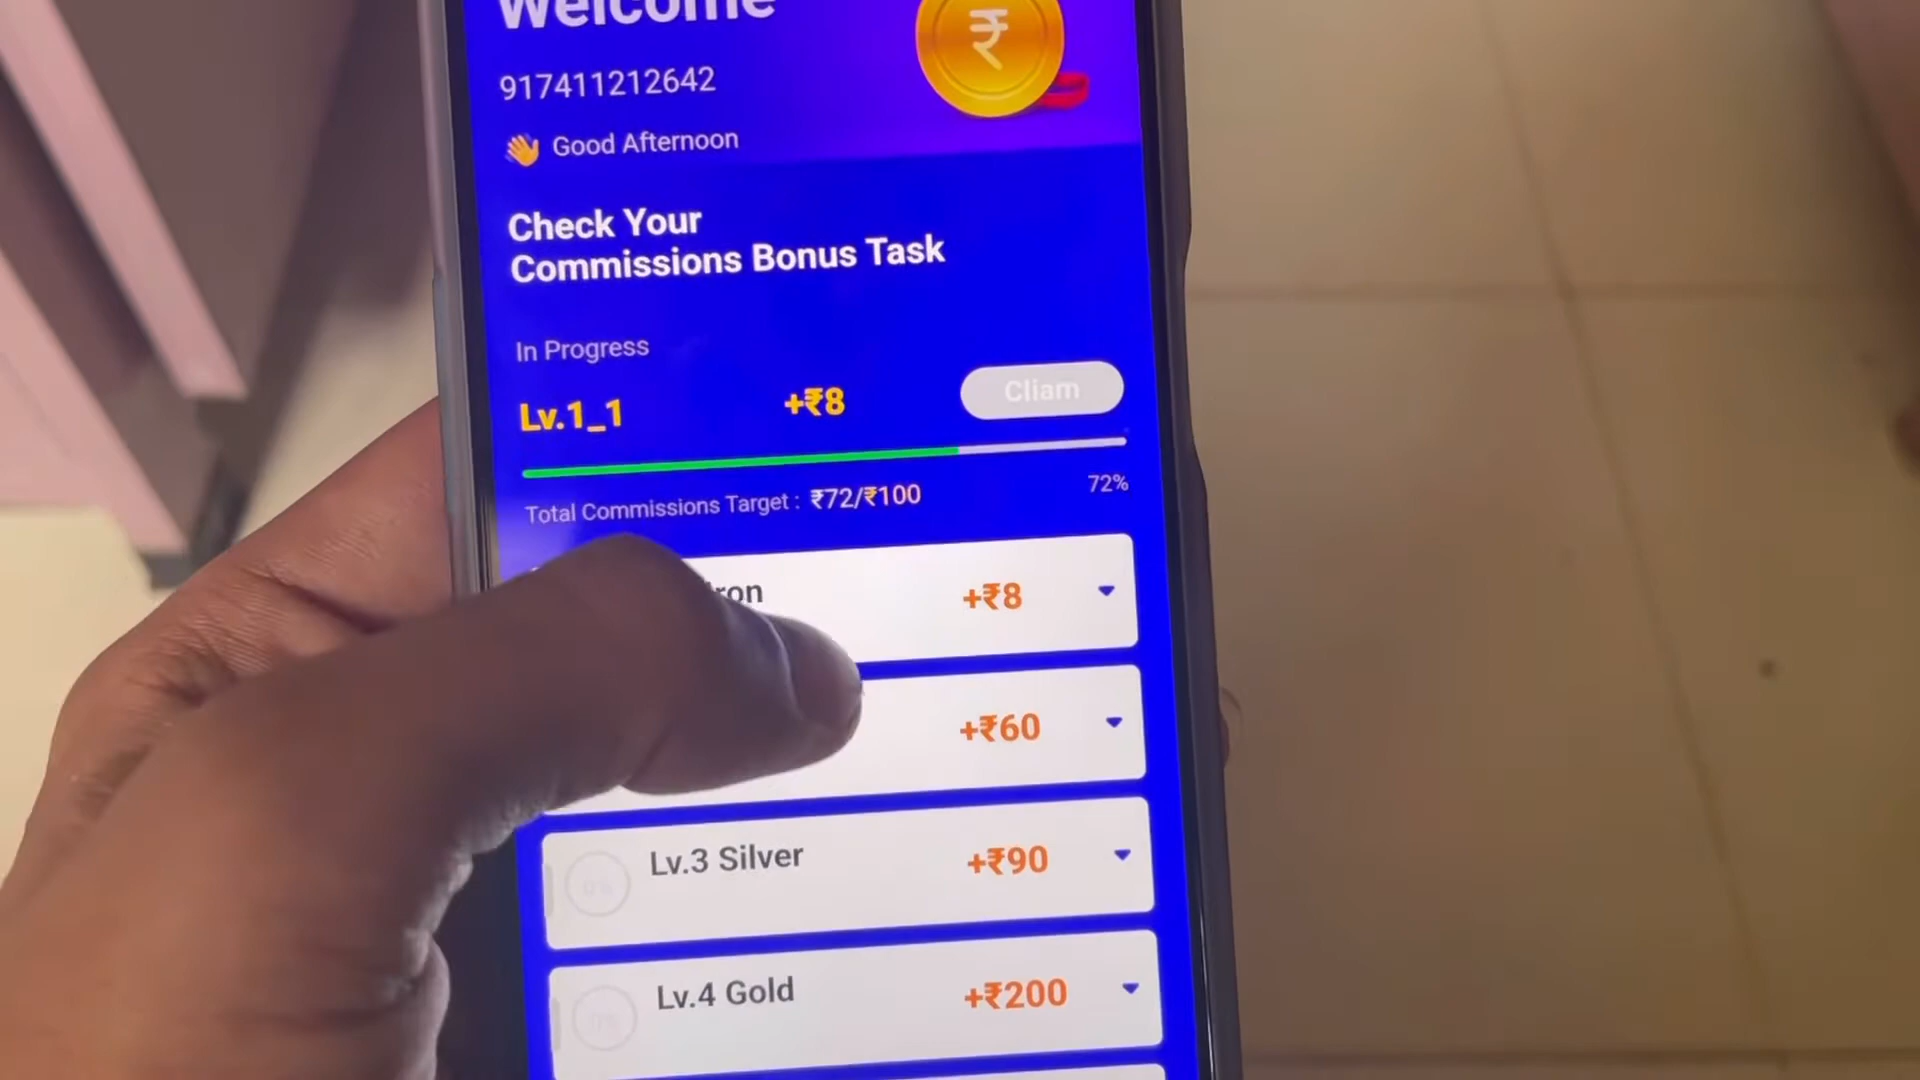 Welcome
₹
917411212642
👋 Good Afternoon
Check Your
Commissions Bonus Task
In Progress
Lv.1_1 +₹8 Cliam
Total Commissions Target : ₹72/₹100 72%
+₹8
+₹60
Lv.3 Silver +₹90
Lv.4 Gold +₹200